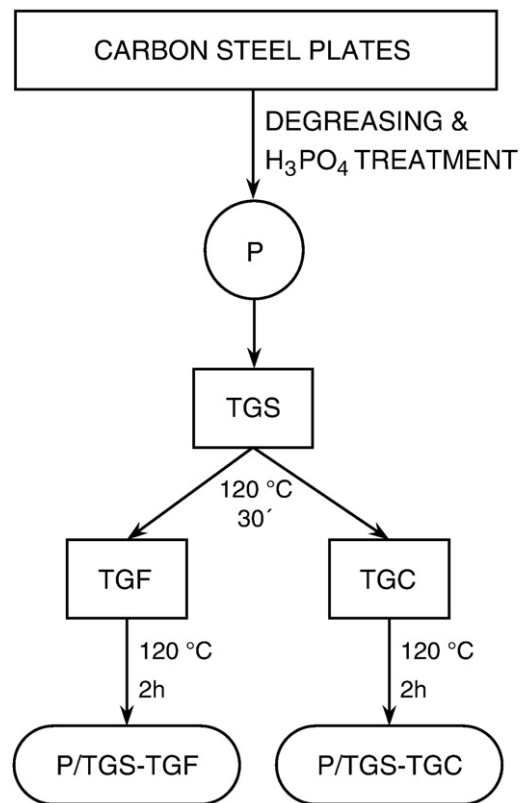 CARBON STEEL PLATES
DEGREASING &
H₃PO₄ TREATMENT
P
TGS
120 °C
30´
TGF
TGC
120 °C
2h
120 °C
2h
P/TGS-TGF
P/TGS-TGC